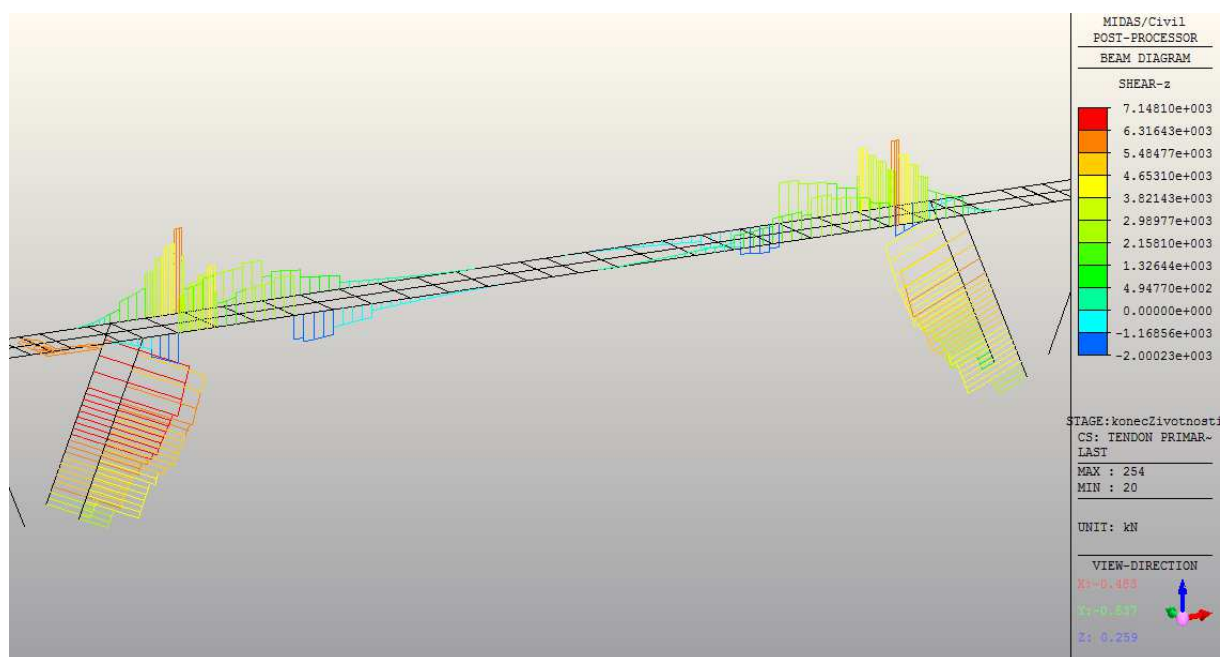 MIDAS/Civil
POST-PROCESSOR
BEAM DIAGRAM
SHEAR-z
7.14810e+003
6.31643e+003
5.48477e+003
4.65310e+003
3.82143e+003
2.98977e+003
2.15810e+003
1.32644e+003
4.94770e+002
0.00000e+000
-1.16856e+003
-2.00023e+003
STAGE:konecZivotnosti
CS: TENDON PRIMAR~
LAST
MAX : 254
MIN : 20
UNIT: kN
VIEW-DIRECTION
X:-0.483
Y:-0.837
Z: 0.259